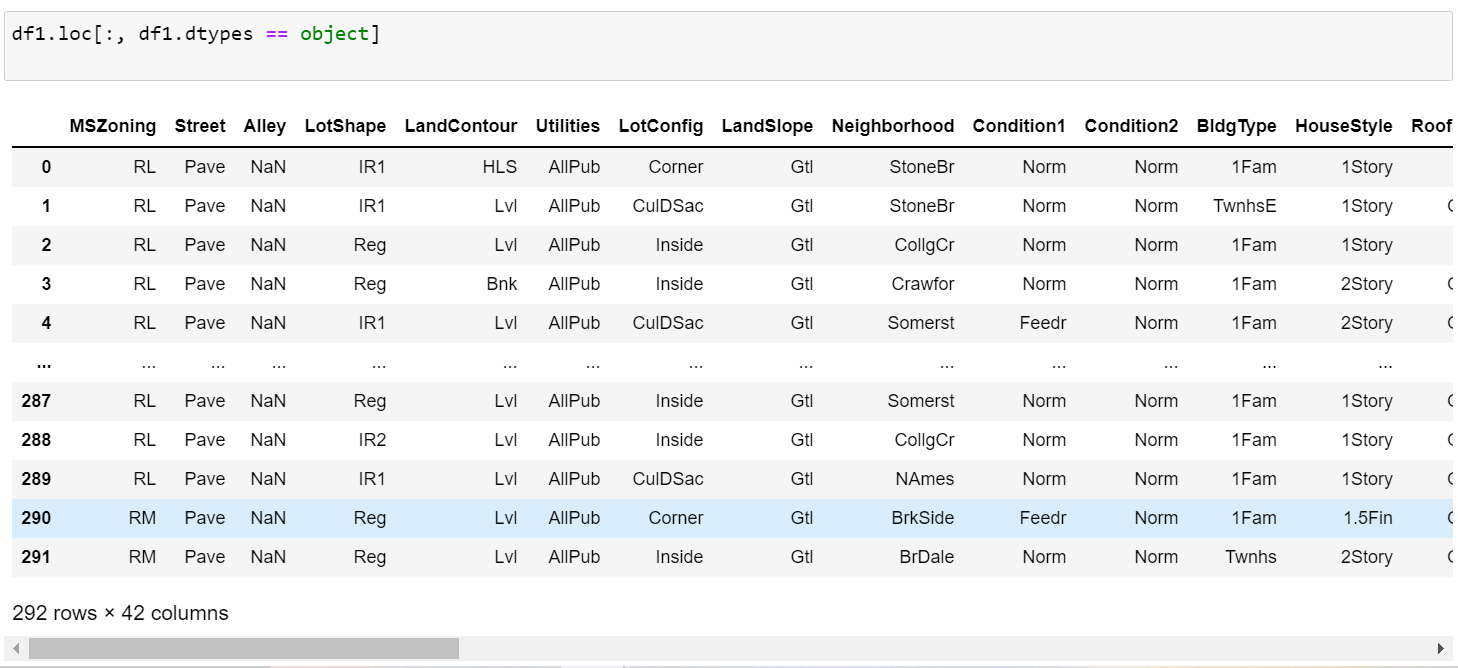 df1.loc[:, df1.dtypes == object]
MSZoning Street Alley LotShape LandContour Utilities LotConfig LandSlope Neighborhood Condition1 Condition2 BldgType HouseStyle Roof
0 RL Pave NaN IR1 HLS AllPub Corner Gtl StoneBr Norm Norm 1Fam 1Story
1 RL Pave NaN IR1 Lvl AllPub CulDSac Gtl StoneBr Norm Norm TwnhsE 1Story
2 RL Pave NaN Reg Lvl AllPub Inside Gtl CollgCr Norm Norm 1Fam 1Story
3 RL Pave NaN Reg Bnk AllPub Inside Gtl Crawfor Norm Norm 1Fam 2Story
4 RL Pave NaN IR1 Lvl AllPub CulDSac Gtl Somerst Feedr Norm 1Fam 2Story
... ... ... ... ... ... ... ... ... ... ... ... ... ...
287 RL Pave NaN Reg Lvl AllPub Inside Gtl Somerst Norm Norm 1Fam 1Story
288 RL Pave NaN IR2 Lvl AllPub Inside Gtl CollgCr Norm Norm 1Fam 1Story
289 RL Pave NaN IR1 Lvl AllPub CulDSac Gtl NAmes Norm Norm 1Fam 1Story
290 RM Pave NaN Reg Lvl AllPub Corner Gtl BrkSide Feedr Norm 1Fam 1.5Fin
291 RM Pave NaN Reg Lvl AllPub Inside Gtl BrDale Norm Norm Twnhs 2Story
292 rows × 42 columns